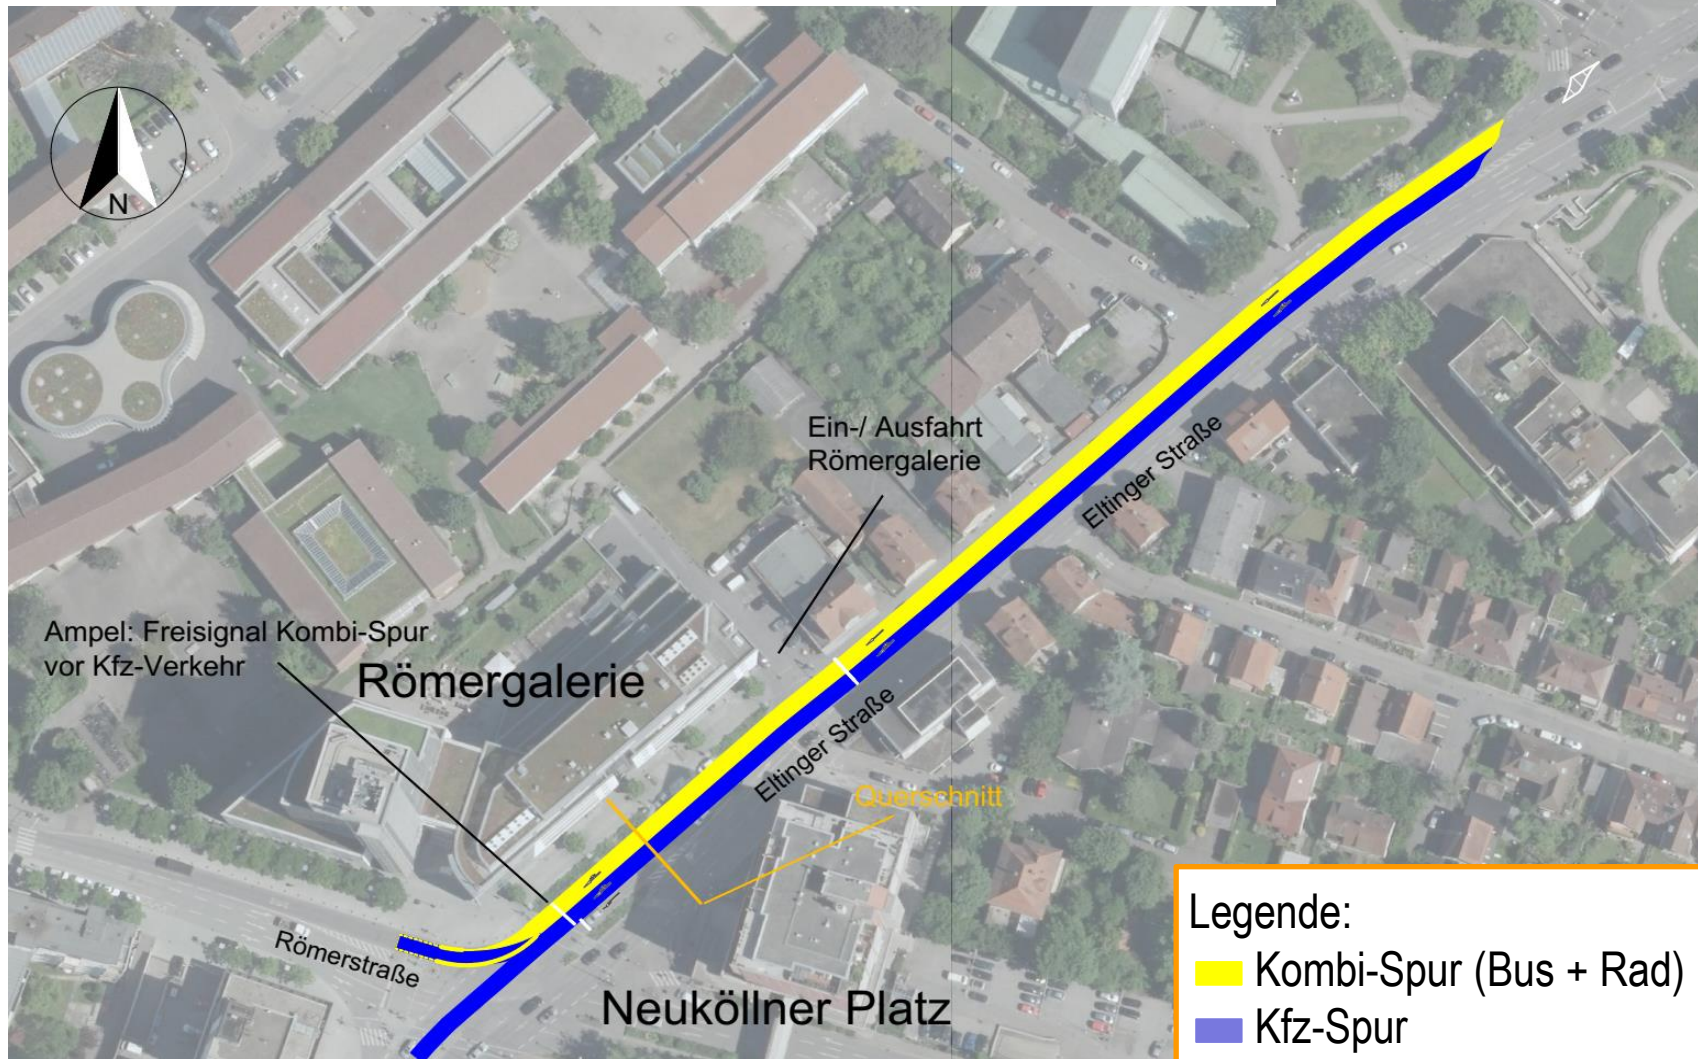 N
Ein-/ Ausfahrt
Römergalerie
Eltinger Straße
Ampel: Freisignal Kombi-Spur
vor Kfz-Verkehr
Römergalerie
Eltinger Straße
Querschnitt
Römerstraße
Neuköllner Platz
Legende:
Kombi-Spur (Bus + Rad)
Kfz-Spur